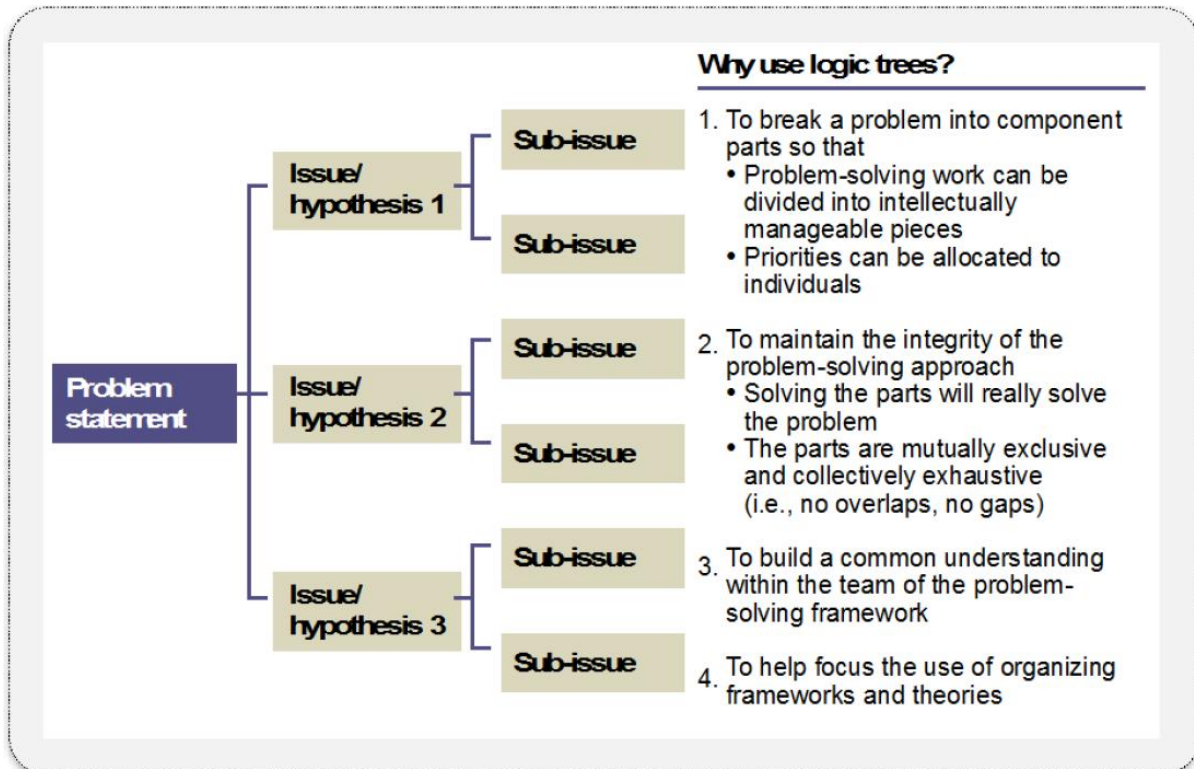 Why use logic trees?
Problem
statement
Issue/
hypothesis 1
Sub-issue
Sub-issue
Issue/
hypothesis 2
Sub-issue
Sub-issue
Issue/
hypothesis 3
Sub-issue
Sub-issue
1. To break a problem into component
parts so that
• Problem-solving work can be
divided into intellectually
manageable pieces
• Priorities can be allocated to
individuals
2. To maintain the integrity of the
problem-solving approach
• Solving the parts will really solve
the problem
• The parts are mutually exclusive
and collectively exhaustive
(i.e., no overlaps, no gaps)
3. To build a common understanding
within the team of the problem-
solving framework
4. To help focus the use of organizing
frameworks and theories